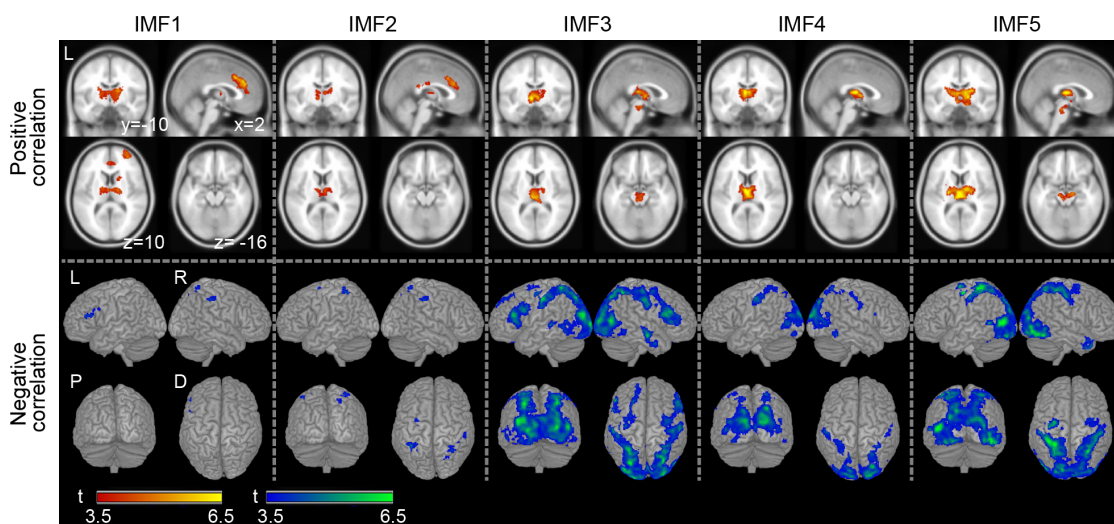 IMF1 IMF2 IMF3 IMF4 IMF5
Positive
correlation
L
y=-10 x=2
z=10 z= -16
Negative
correlation
L R
P D
t t
3.5 6.5 3.5 6.5